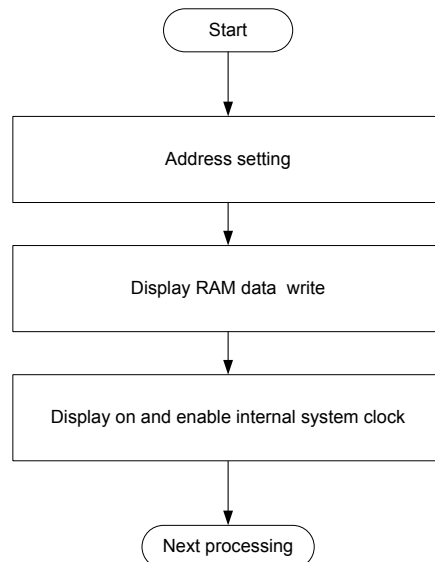 Start
Address setting
Display RAM data  write
Display on and enable internal system clock
Next processing